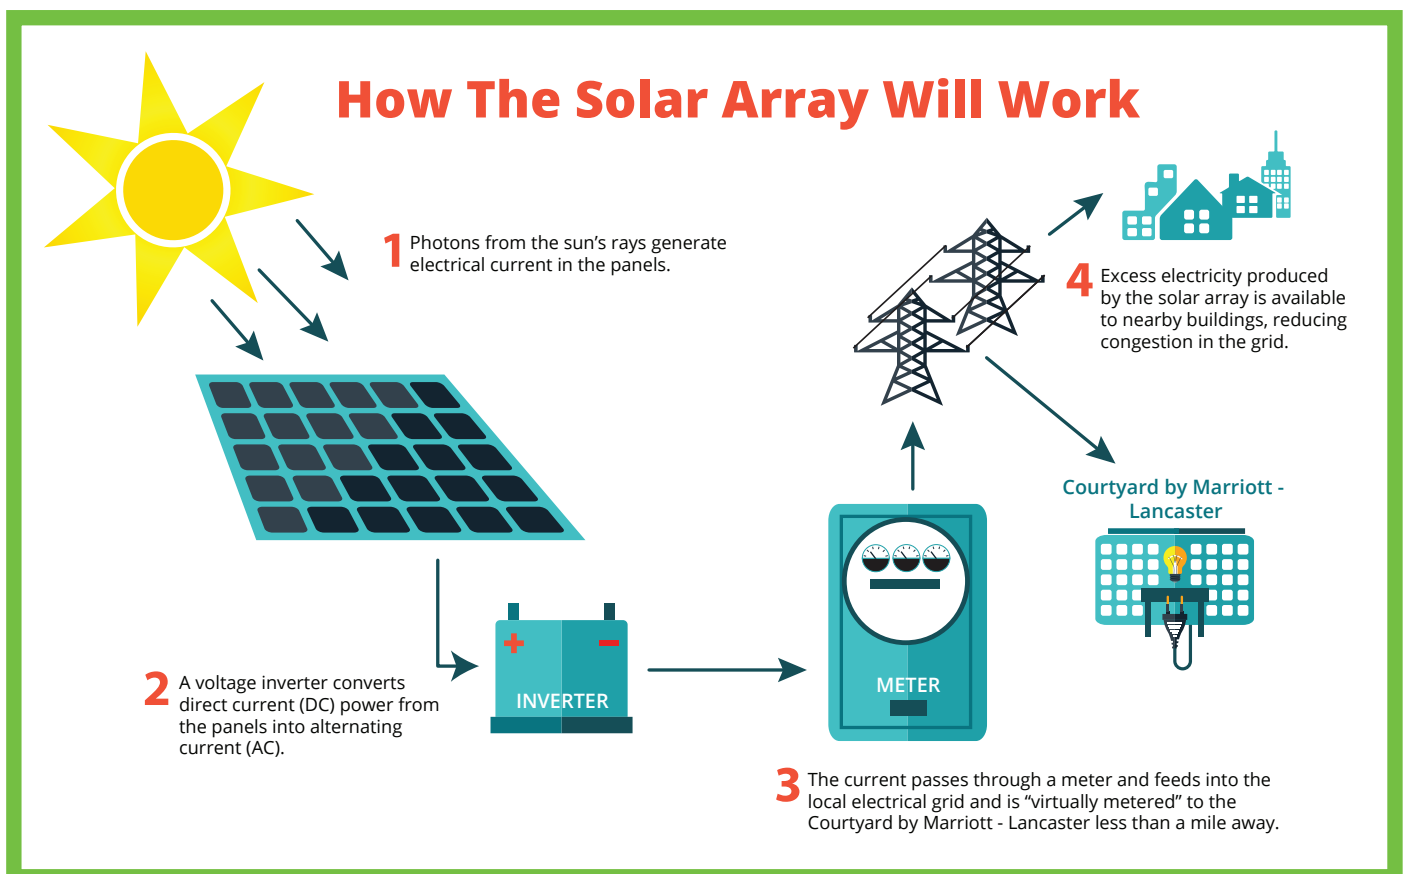 How The Solar Array Will Work
1 Photons from the sun’s rays generate
electrical current in the panels.
2 A voltage inverter converts
direct current (DC) power from
the panels into alternating
current (AC).
+ −
INVERTER
METER
3 The current passes through a meter and feeds into the
local electrical grid and is “virtually metered” to the
Courtyard by Marriott - Lancaster less than a mile away.
4 Excess electricity produced
by the solar array is available
to nearby buildings, reducing
congestion in the grid.
Courtyard by Marriott -
Lancaster